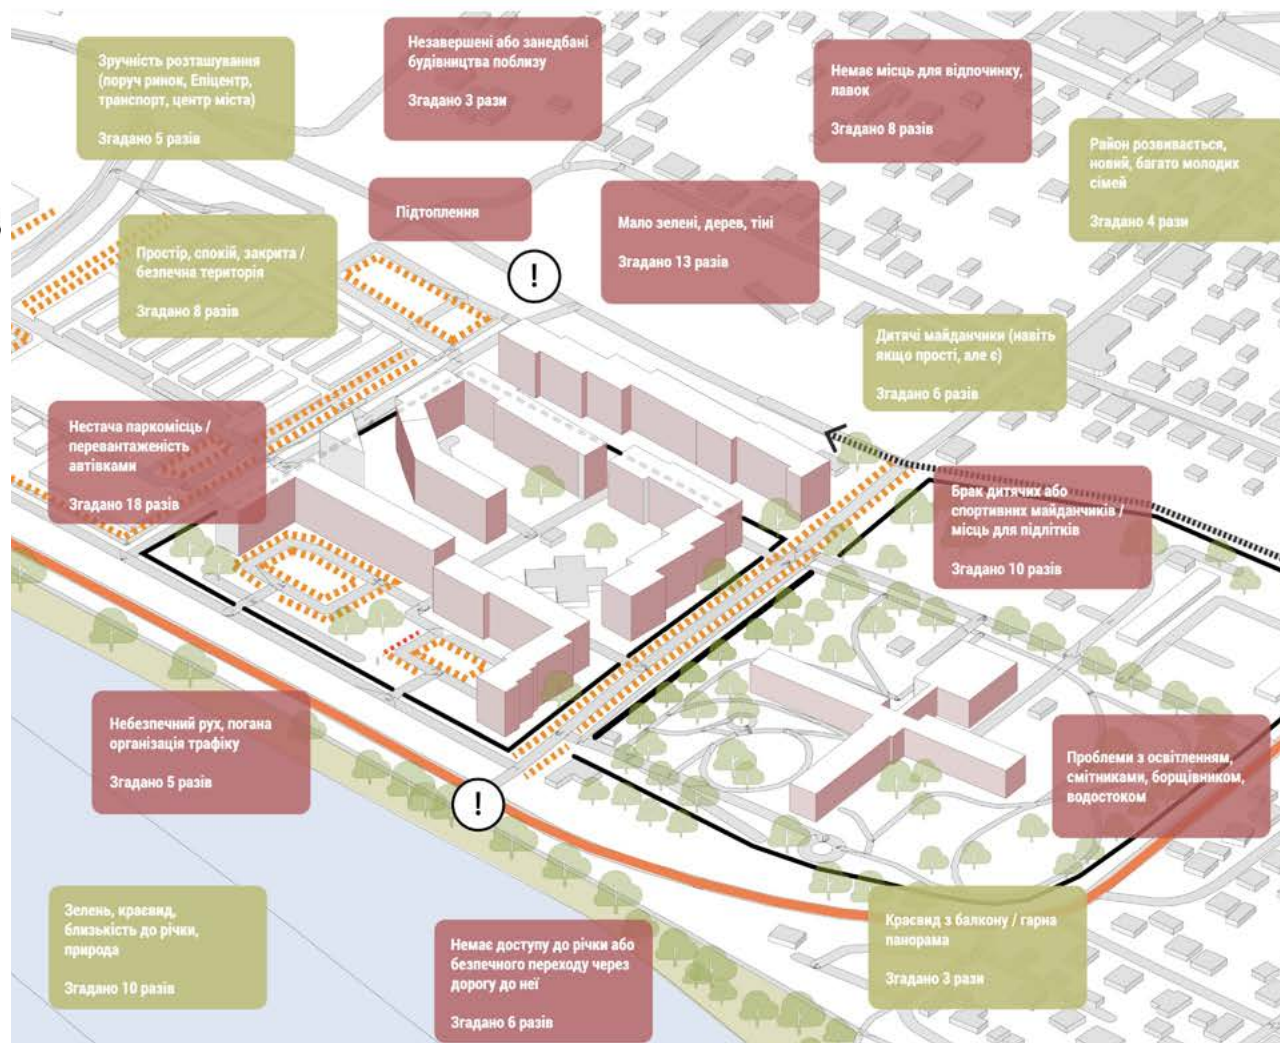 Зручність розташування
(поруч ринок, Епіцентр,
транспорт, центр міста)
Згадано 5 разів
Незавершені або занедбані
будівництва поблизу
Згадано 3 рази
Немає місць для відпочинку,
лавок
Згадано 8 разів
Район розвивається,
новий, багато молодих
сімей
Згадано 4 рази
Підтоплення
Мало зелені, дерев, тіні
Згадано 13 разів
Простір, спокій, закрита /
безпечна територія
Згадано 8 разів
!
Дитячі майданчики (навіть
якщо прості, але є)
Згадано 6 разів
Нестача паркомісць /
перевантаженість
автівками
Згадано 18 разів
Брак дитячих або
спортивних майданчиків /
місць для підлітків
Згадано 10 разів
Небезпечний рух, погана
організація трафіку
Згадано 5 разів
!
Проблеми з освітленням,
смітниками, борщівником,
водостоком
Зелень, краєвид,
близькість до річки,
природа
Згадано 10 разів
Немає доступу до річки або
безпечного переходу через
дорогу до неї
Згадано 6 разів
Краєвид з балкону / гарна
панорама
Згадано 3 рази